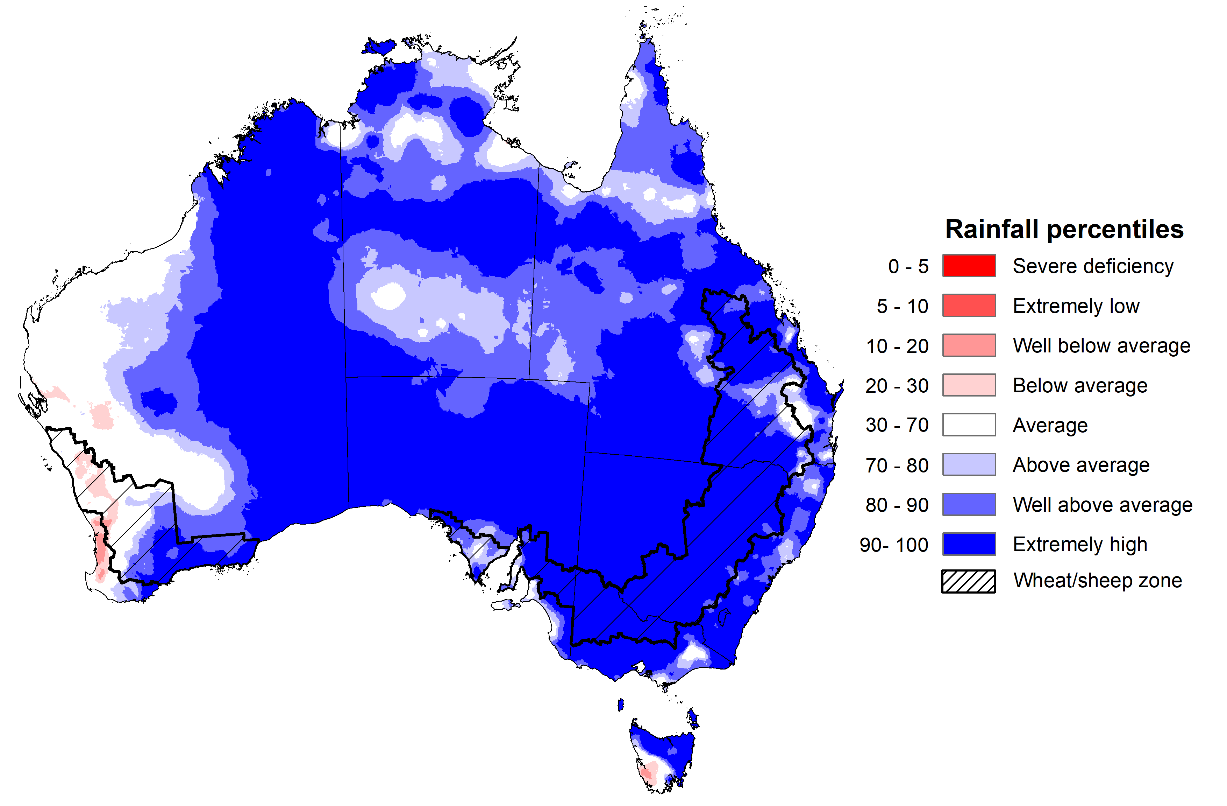 Rainfall percentiles
0 - 5 Severe deficiency
5 - 10 Extremely low
10 - 20 Well below average
20 - 30 Below average
30 - 70 Average
70 - 80 Above average
80 - 90 Well above average
90- 100 Extremely high
Wheat/sheep zone